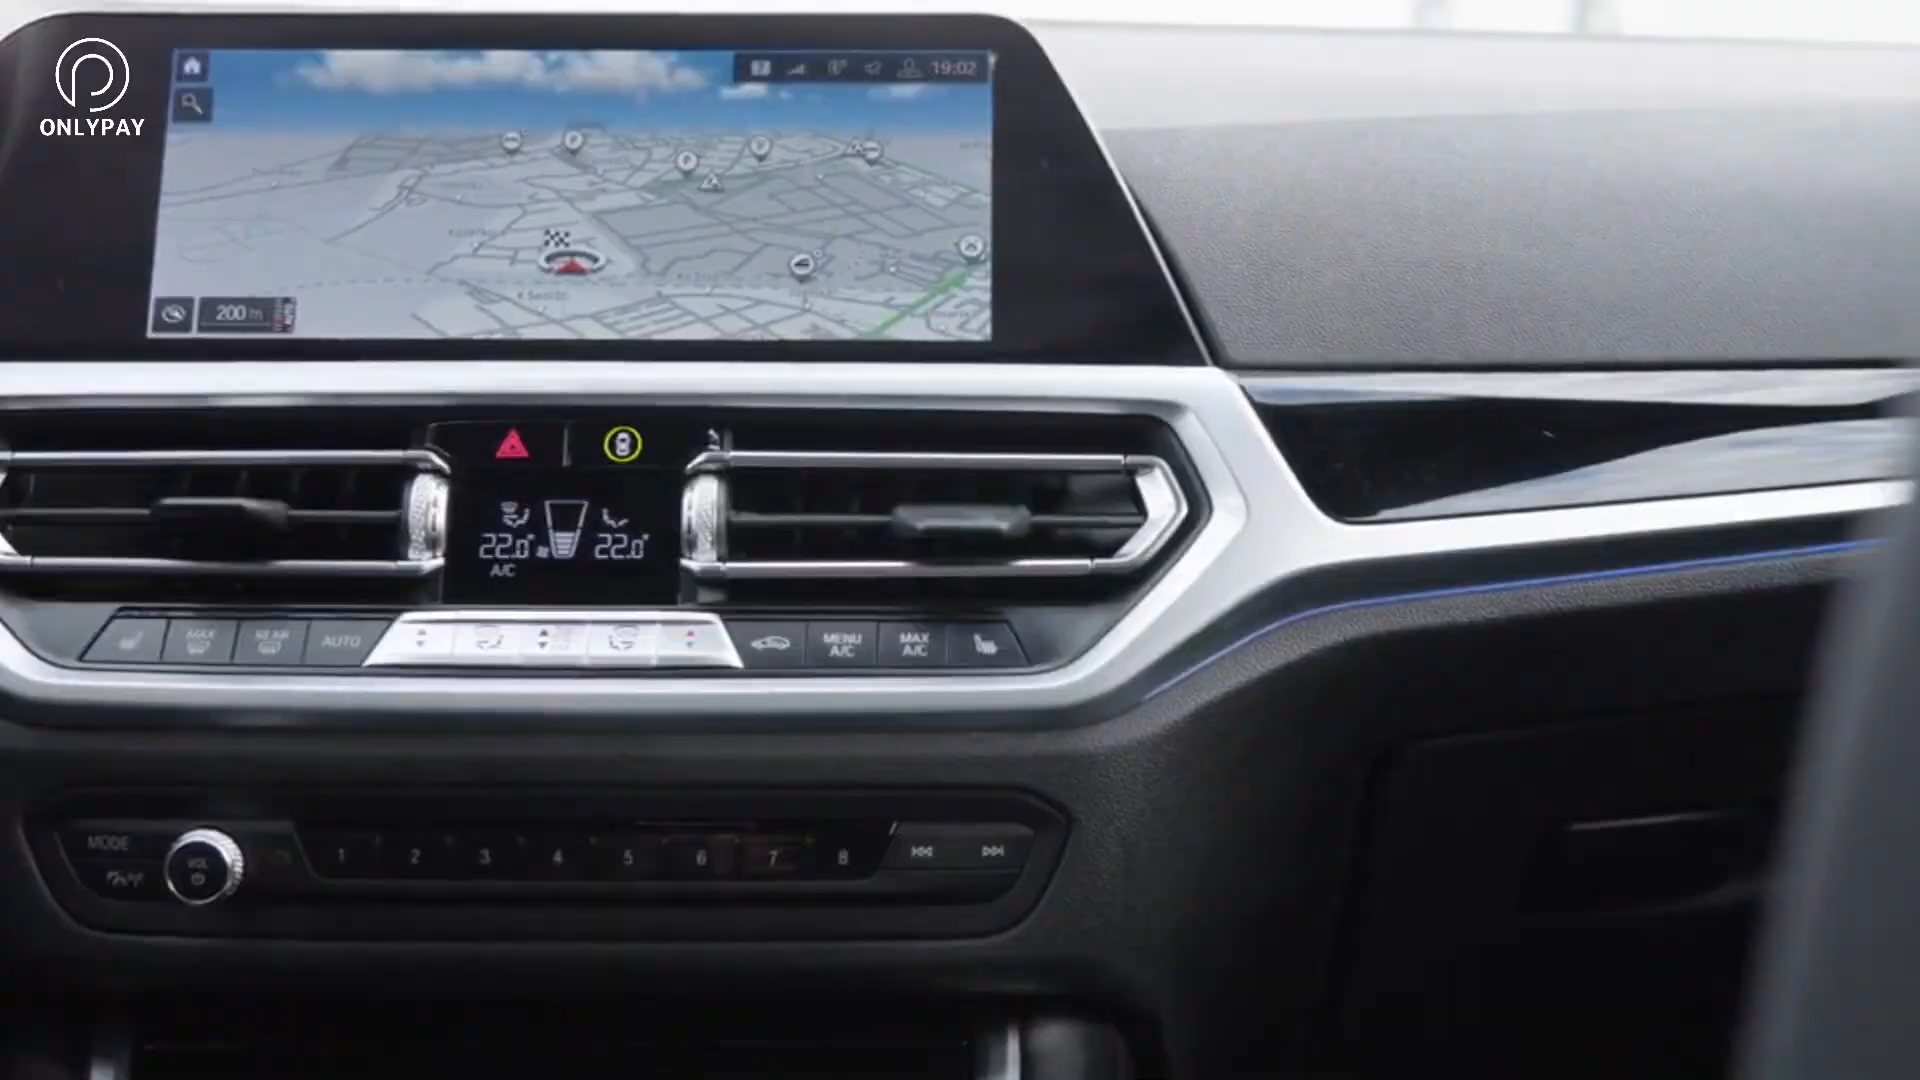 ONLYPAY
19:02
200 m
22.0° 22.0°
A/C
MAX
REAR
AUTO
MENU
A/C
MAX
A/C
MODE
VOL
1 2 3 4 5 6 7 8